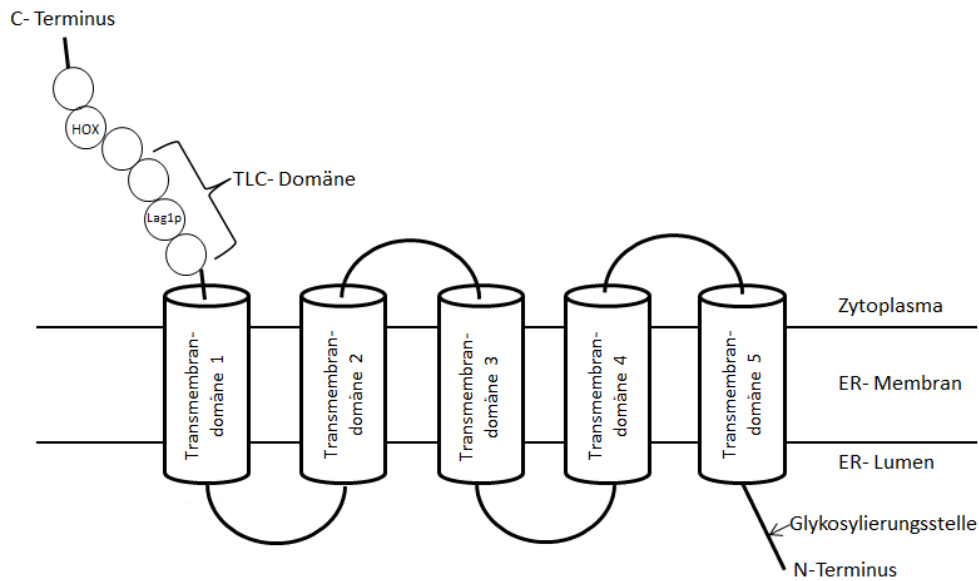 C- Terminus
HOX
TLC- Domäne
Lag1p
Transmembran-
domäne 1
Transmembran-
domäne 2
Transmembran-
domäne 3
Transmembran-
domäne 4
Transmembran-
domäne 5
Zytoplasma
ER- Membran
ER- Lumen
Glykosylierungsstelle
N-Terminus